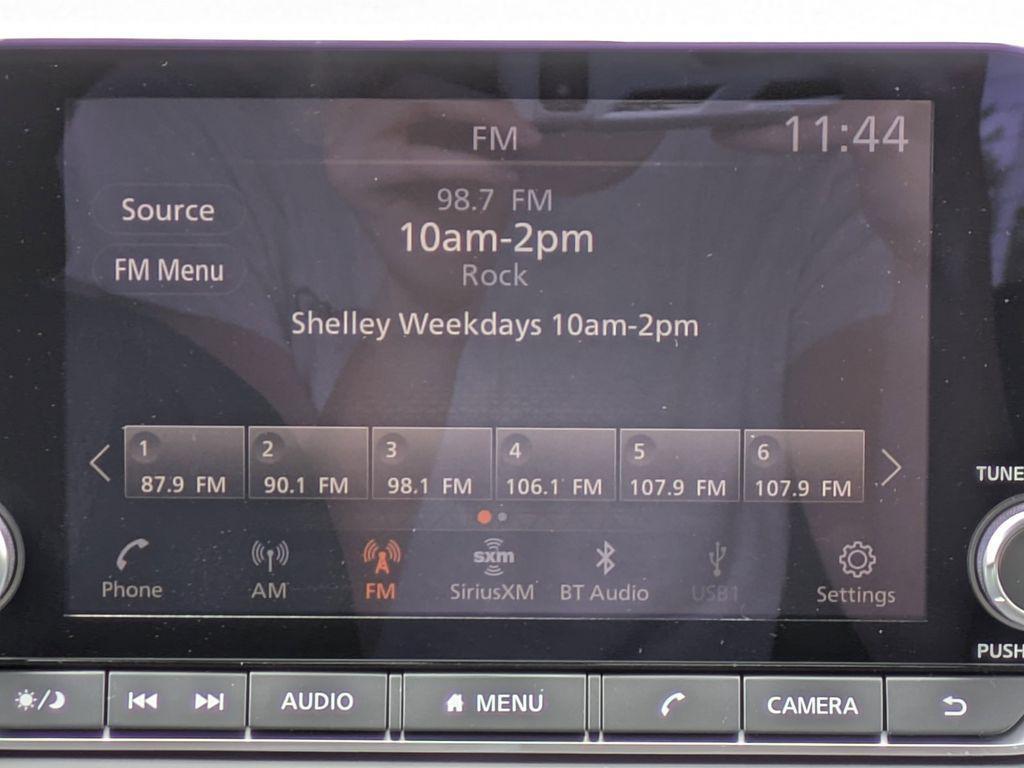 FM
11:44
Source
98.7 FM
10am-2pm
FM Menu
Rock
Shelley Weekdays 10am-2pm
1 2 3 4 5 6
87.9 FM 90.1 FM 98.1 FM 106.1 FM 107.9 FM 107.9 FM
TUNE
sxm
Phone AM FM SiriusXM BT Audio USB1 Settings
PUSH
AUDIO MENU CAMERA